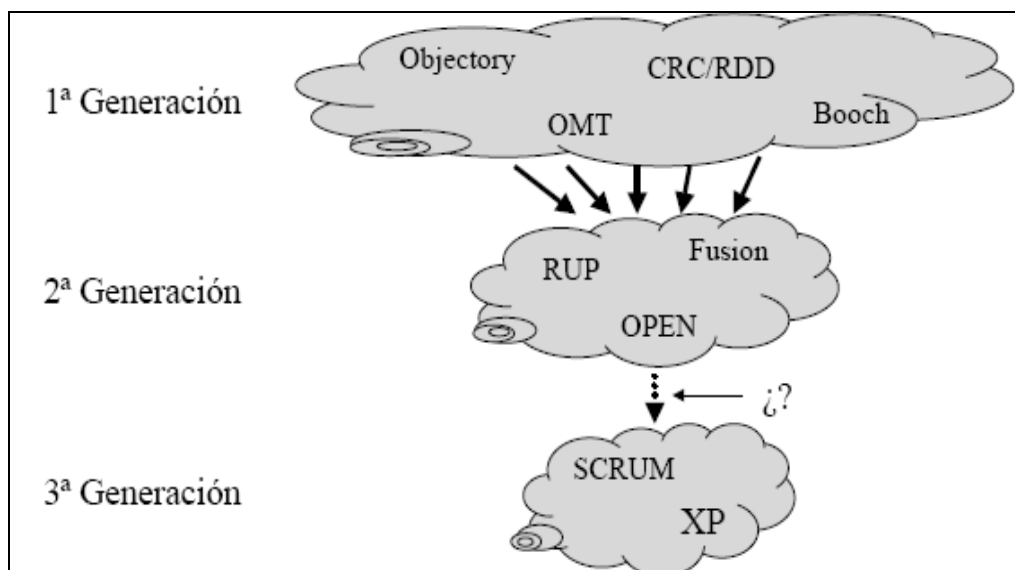 Objectory
CRC/RDD
1ª Generación
OMT
Booch
Fusion
RUP
2ª Generación
OPEN
¿?
SCRUM
3ª Generación
XP